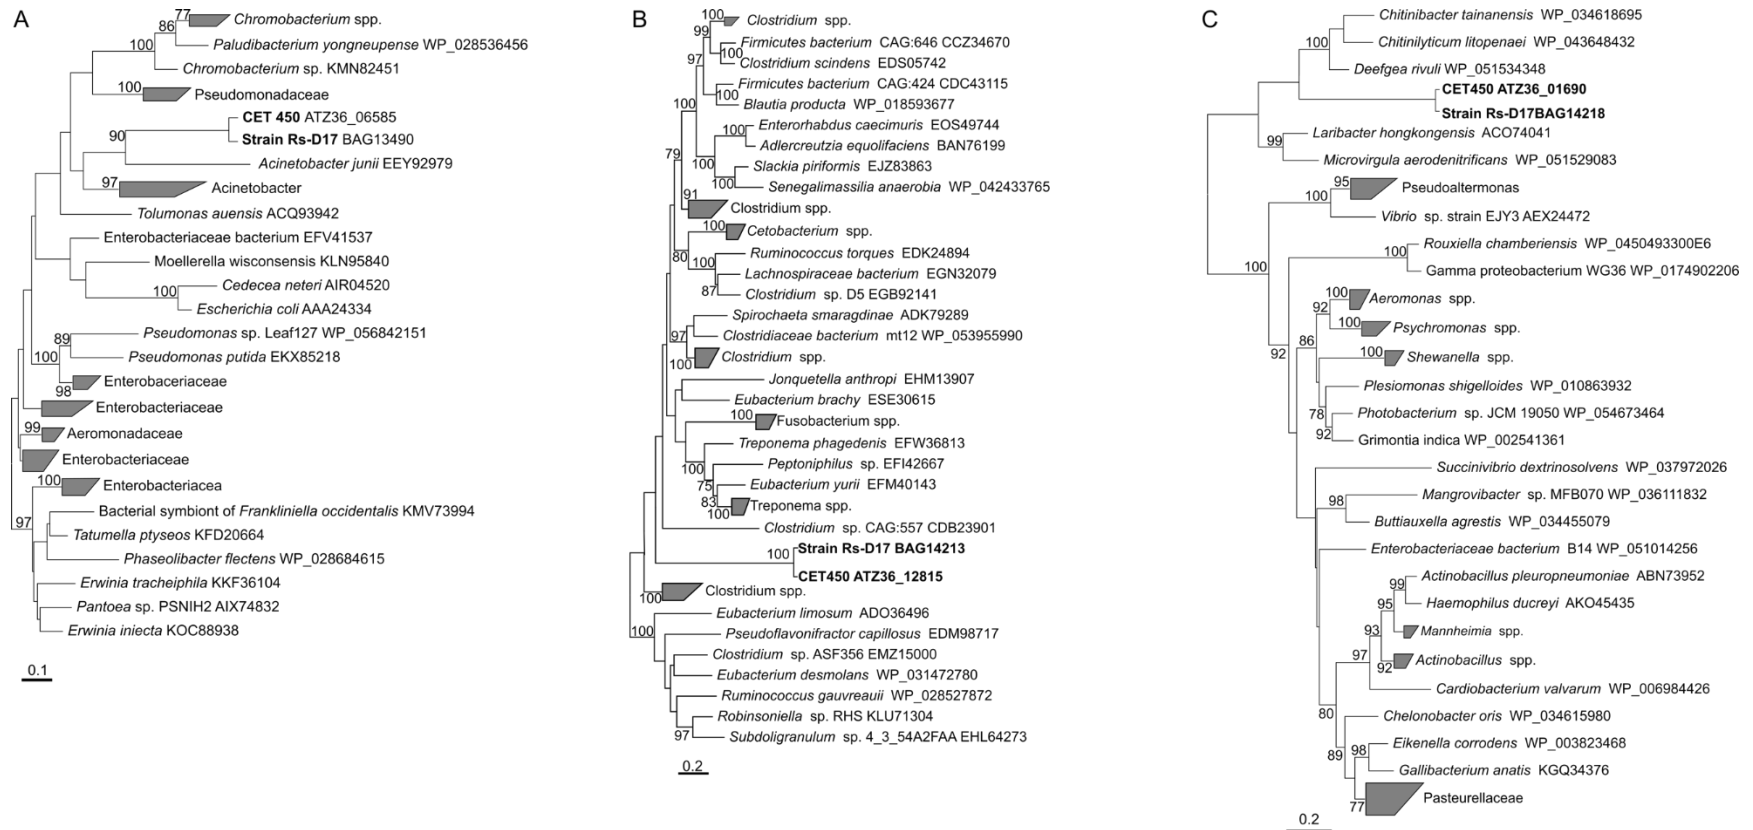 A
77
Chromobacterium spp.
86
100
Paludibacterium yongneupense WP_028536456
Chromobacterium sp. KMN82451
100
Pseudomonadaceae
CET 450 ATZ36_06585
90
Strain Rs-D17 BAG13490
Acinetobacter junii EEY92979
97
Acinetobacter
Tolumonas auensis ACQ93942
Enterobacteriaceae bacterium EFV41537
Moellerella wisconsensis KLN95840
Cedecea neteri AIR04520
100
Escherichia coli AAA24334
Pseudomonas sp. Leaf127 WP_056842151
89
100
Pseudomonas putida EKX85218
Enterobaceriaceae
98
Enterobacteriaceae
99
Aeromonadaceae
Enterobacteriaceae
100
Enterobacteriacea
97
Bacterial symbiont of Frankliniella occidentalis KMV73994
Tatumella ptyseos KFD20664
Phaseolibacter flectens WP_028684615
Erwinia tracheiphila KKF36104
Pantoea sp. PSNIH2 AIX74832
Erwinia iniecta KOC88938
0.1
B
100
Clostridium spp.
99
Firmicutes bacterium CAG:646 CCZ34670
100
97
Clostridium scindens EDS05742
Firmicutes bacterium CAG:424 CDC43115
100
Blautia producta WP_018593677
100
Enterorhabdus caecimuris EOS49744
100
Adlercreutzia equolifaciens BAN76199
79
100
Slackia piriformis EJZ83863
100
Senegalimassilia anaerobia WP_042433765
91
Clostridium spp.
100
Cetobacterium spp.
80
Ruminococcus torques EDK24894
100
Lachnospiraceae bacterium EGN32079
87
Clostridium sp. D5 EGB92141
Spirochaeta smaragdinae ADK79289
97
Clostridiaceae bacterium mt12 WP_053955990
Clostridium spp.
100
Jonquetella anthropi EHM13907
Eubacterium brachy ESE30615
100
Fusobacterium spp.
Treponema phagedenis EFW36813
100
Peptoniphilus sp. EFI42667
75
Eubacterium yurii EFM40143
83
Treponema spp.
100
Clostridium sp. CAG:557 CDB23901
Strain Rs-D17 BAG14213
100
CET450 ATZ36_12815
Clostridium spp.
100
Eubacterium limosum ADO36496
100
Pseudoflavonifractor capillosus EDM98717
Clostridium sp. ASF356 EMZ15000
Eubacterium desmolans WP_031472780
Ruminococcus gauvreauii WP_028527872
Robinsoniella sp. RHS KLU71304
97
Subdoligranulum sp. 4_3_54A2FAA EHL64273
0.2
C
Chitinibacter tainanensis WP_034618695
100
Chitinilyticum litopenaei WP_043648432
Deefgea rivuli WP_051534348
CET450 ATZ36_01690
Strain Rs-D17BAG14218
Laribacter hongkongensis ACO74041
99
Microvirgula aerodenitrificans WP_051529083
95
Pseudoaltermonas
100
Vibrio sp. strain EJY3 AEX24472
Rouxiella chamberiensis WP_0450493300E6
100
100
Gamma proteobacterium WG36 WP_0174902206
100
Aeromonas spp.
92
100
Psychromonas spp.
86
92
100
Shewanella spp.
Plesiomonas shigelloides WP_010863932
78
Photobacterium sp. JCM 19050 WP_054673464
92
Grimontia indica WP_002541361
Succinivibrio dextrinosolvens WP_037972026
98
Mangrovibacter sp. MFB070 WP_036111832
Buttiauxella agrestis WP_034455079
Enterobacteriaceae bacterium B14 WP_051014256
Actinobacillus pleuropneumoniae ABN73952
99
95
Haemophilus ducreyi AKO45435
93
Mannheimia spp.
97
92
Actinobacillus spp.
Cardiobacterium valvarum WP_006984426
80
Chelonobacter oris WP_034615980
89
98
Eikenella corrodens WP_003823468
Gallibacterium anatis KGQ34376
Pasteurellaceae
77
0.2